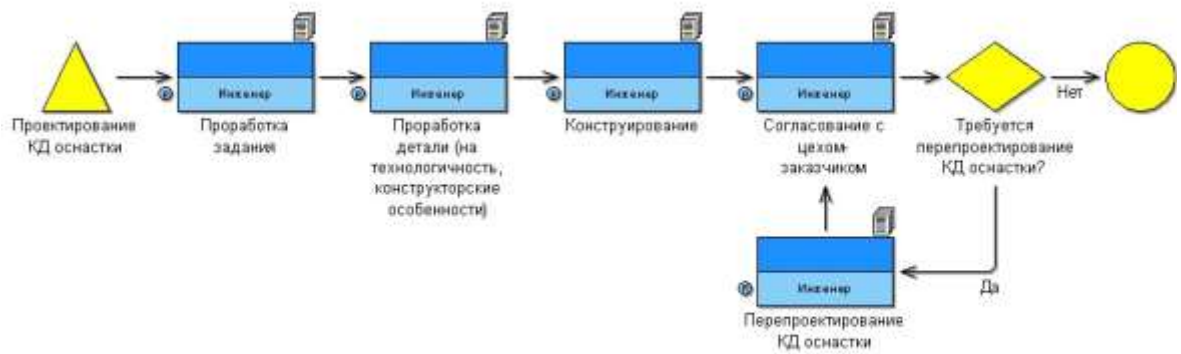 Инженер
Инженер
Инженер
Инженер
Нет
Проектирование
КД оснастки
Проработка
задания
Проработка
детали (на
технологичность,
конструкторские
особенности)
Конструирование
Согласование с
цехом-
заказчиком
Требуется
перепроектирование
КД оснастки?
Инженер
Да
Перепроектирование
КД оснастки